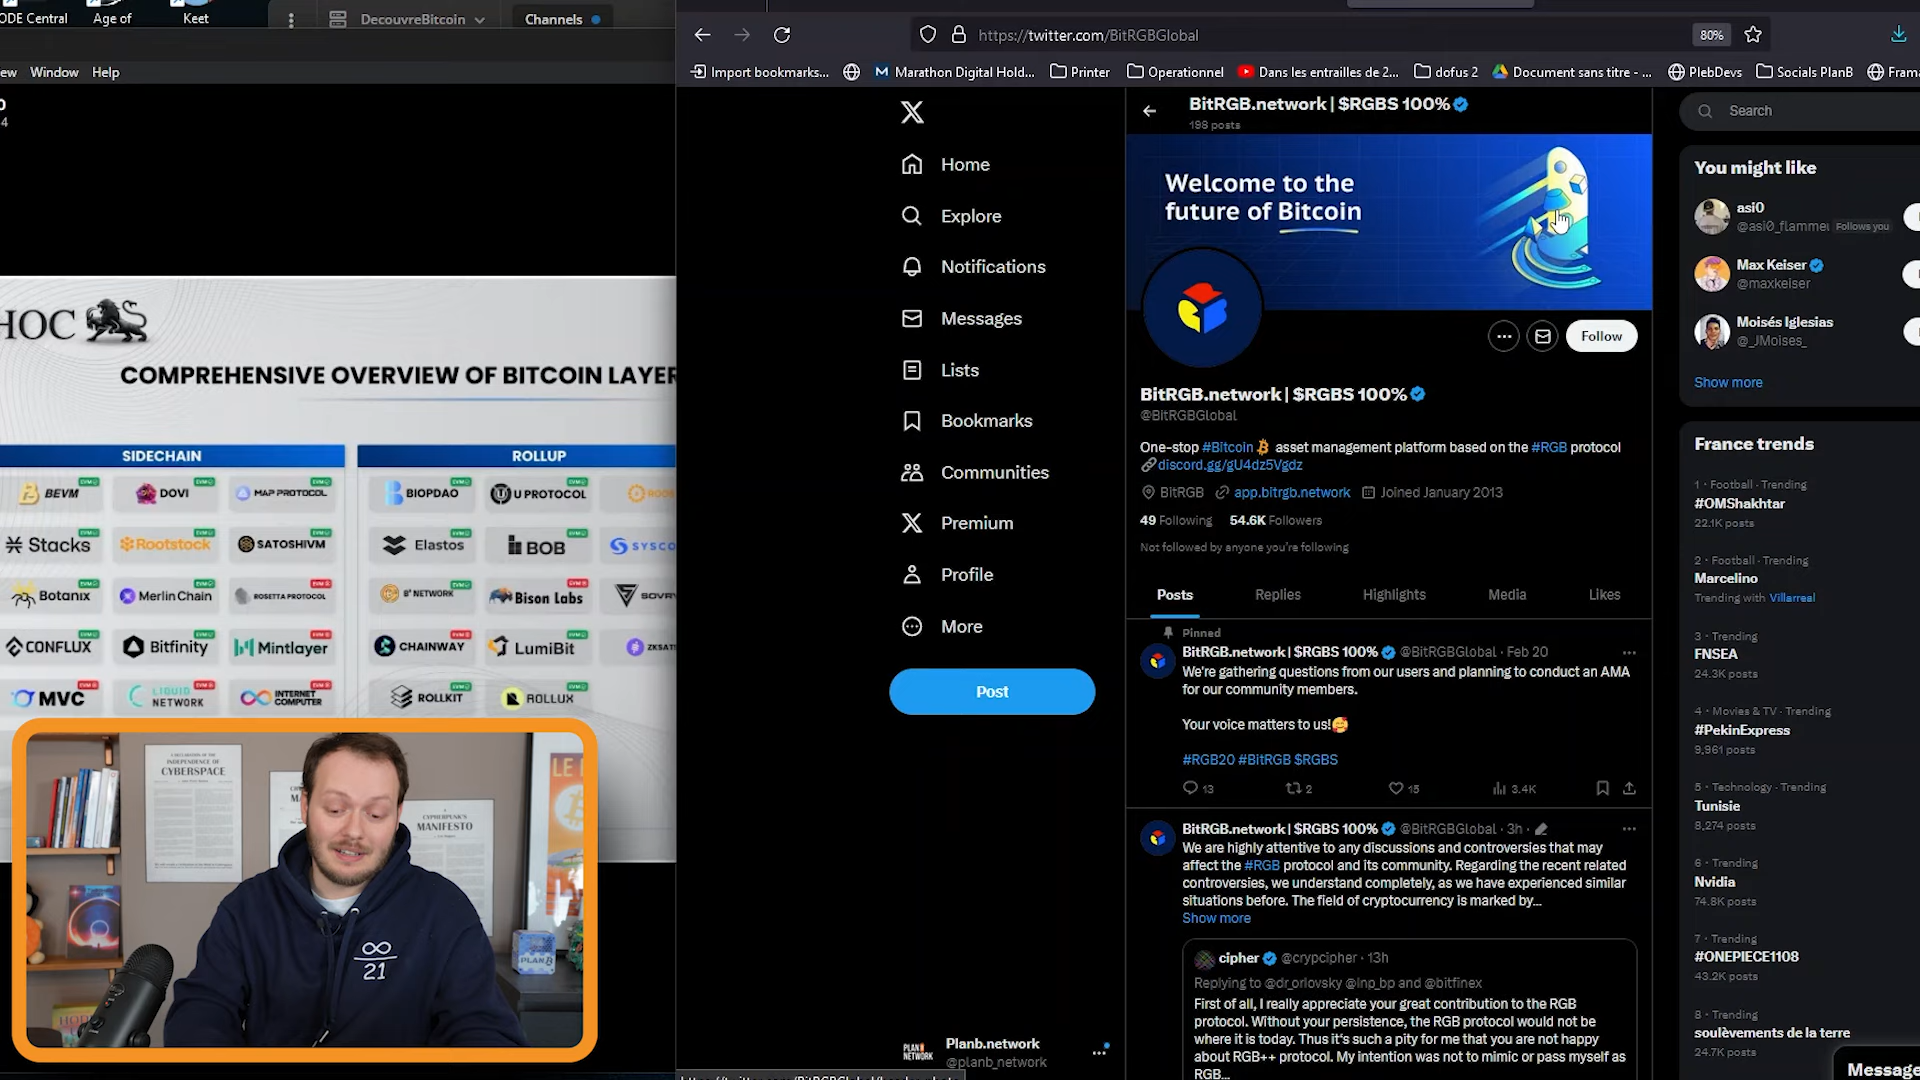 ODE Central
Age of
Keet
DecouvreBitcoin
Channels
ew
Window
Help
0
4
HOC
COMPREHENSIVE OVERVIEW OF BITCOIN LAYER
SIDECHAIN
BEVM
DOVI
MAP PROTOCOL
Stacks
Rootstock
SATOSHIVM
Botanix
Merlin Chain
ROSETTA PROTOCOL
CONFLUX
Bitfinity
Mintlayer
MVC
LIQUID NETWORK
INTERNET COMPUTER
ROLLUP
BIOPDAO
U PROTOCOL
Elastos
BOB
SYSCO
B² NETWORK
Bison Labs
SOVRY
CHAINWAY
LumiBit
ZKSAT
ROLLKIT
ROLLUX
INDEPENDENCE OF
CYBERSPACE
CYPHERPUNK'S
MANIFESTO
LE
∞
21
PLAN B
https://twitter.com/BitRGBGlobal
80%
Import bookmarks...
Marathon Digital Hold...
Printer
Operationnel
Dans les entrailles de 2...
dofus 2
Document sans titre - ...
PlebDevs
Socials PlanB
Frama
Home
Explore
Notifications
Messages
Lists
Bookmarks
Communities
Premium
Profile
More
Post
PLAN B NETWORK
Planb.network
@planb_network
BitRGB.network | $RGBS 100%
198 posts
Welcome to the
future of Bitcoin
Follow
BitRGB.network | $RGBS 100%
@BitRGBGlobal
One-stop #Bitcoin asset management platform based on the #RGB protocol
discord.gg/gU4dz5Vgdz
BitRGB app.bitrgb.network Joined January 2013
49 Following 54.6K Followers
Not followed by anyone you're following
Posts
Replies
Highlights
Media
Likes
Pinned
BitRGB.network | $RGBS 100% @BitRGBGlobal · Feb 20
We're gathering questions from our users and planning to conduct an AMA
for our community members.
Your voice matters to us!🥰
#RGB20 #BitRGB $RGBS
13
2
15
3.4K
BitRGB.network | $RGBS 100% @BitRGBGlobal · 3h
We are highly attentive to any discussions and controversies that may
affect the #RGB protocol and its community. Regarding the recent related
controversies, we understand completely, as we have experienced similar
situations before. The field of cryptocurrency is marked by...
Show more
cipher @crypcipher · 13h
Replying to @dr_orlovsky @lnp_bp and @bitfinex
First of all, I really appreciate your great contribution to the RGB
protocol. Without your persistence, the RGB protocol would not be
where it is today. Thus it's such a pity for me that you are not happy
about RGB++ protocol. My intention was not to mimic or pass myself as
RGB...
Search
You might like
asi0
@asi0_flammeu
Follows you
Max Keiser
@maxkeiser
Moisés Iglesias
@_JMoises_
Show more
France trends
1 · Football · Trending
#OMShakhtar
22.1K posts
2 · Football · Trending
Marcelino
Trending with Villarreal
3 · Trending
FNSEA
24.3K posts
4 · Movies & TV · Trending
#PekinExpress
9,961 posts
5 · Technology · Trending
Tunisie
8,274 posts
6 · Trending
Nvidia
74.8K posts
7 · Trending
#ONEPIECE1108
43.2K posts
8 · Trending
soulèvements de la terre
24.7K posts
Message